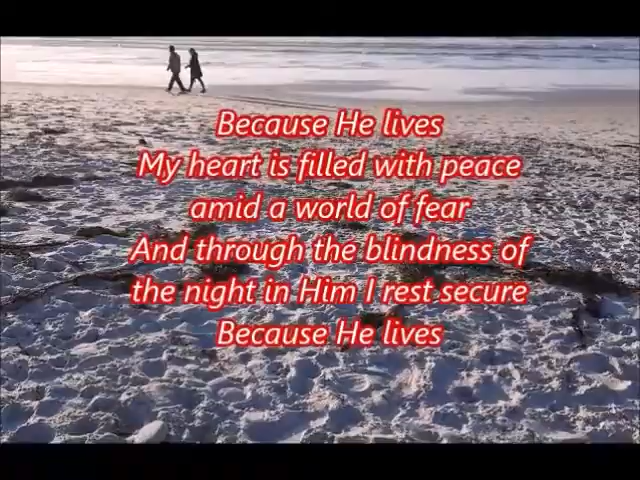 Because He lives
My heart is filled with peace
amid a world of fear
And through the blindness of
the night in Him I rest secure
Because He lives